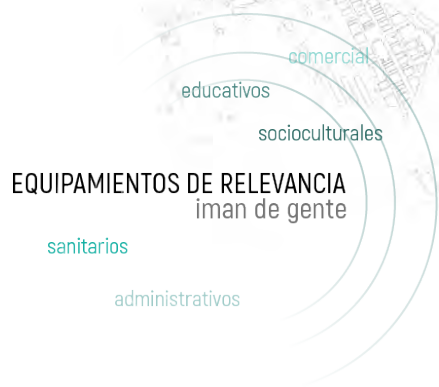 comercial
educativos
socioculturales
EQUIPAMIENTOS DE RELEVANCIA
iman de gente
sanitarios
administrativos